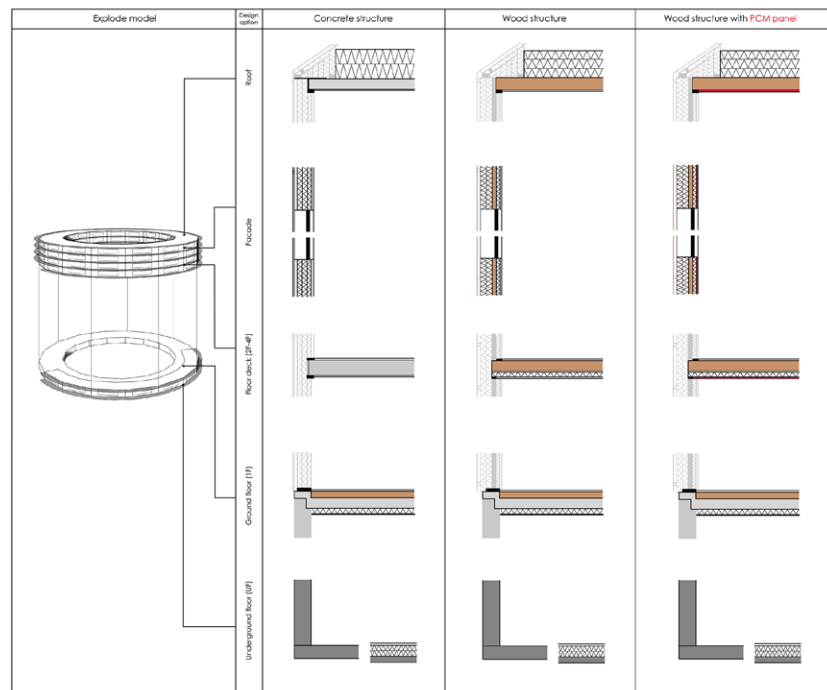 Explode model
Design
option
Concrete structure
Wood structure
Wood structure with PCM panel
Roof
Facade
Floor deck (2F-4F)
Ground floor (1F)
Underground floor (UF)